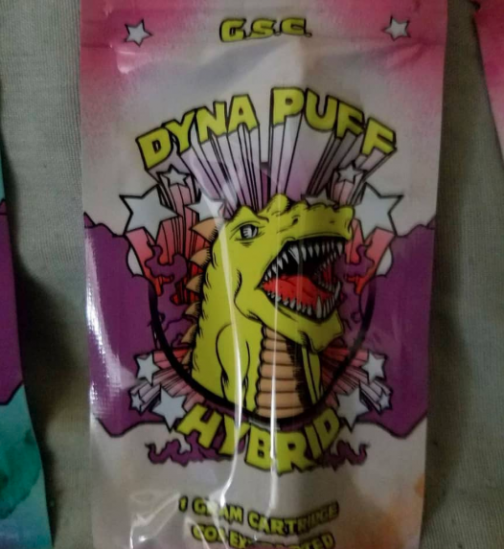 G.S.C.
DYNA PUFF
HYBRID
1 GRAM CARTRIDGE